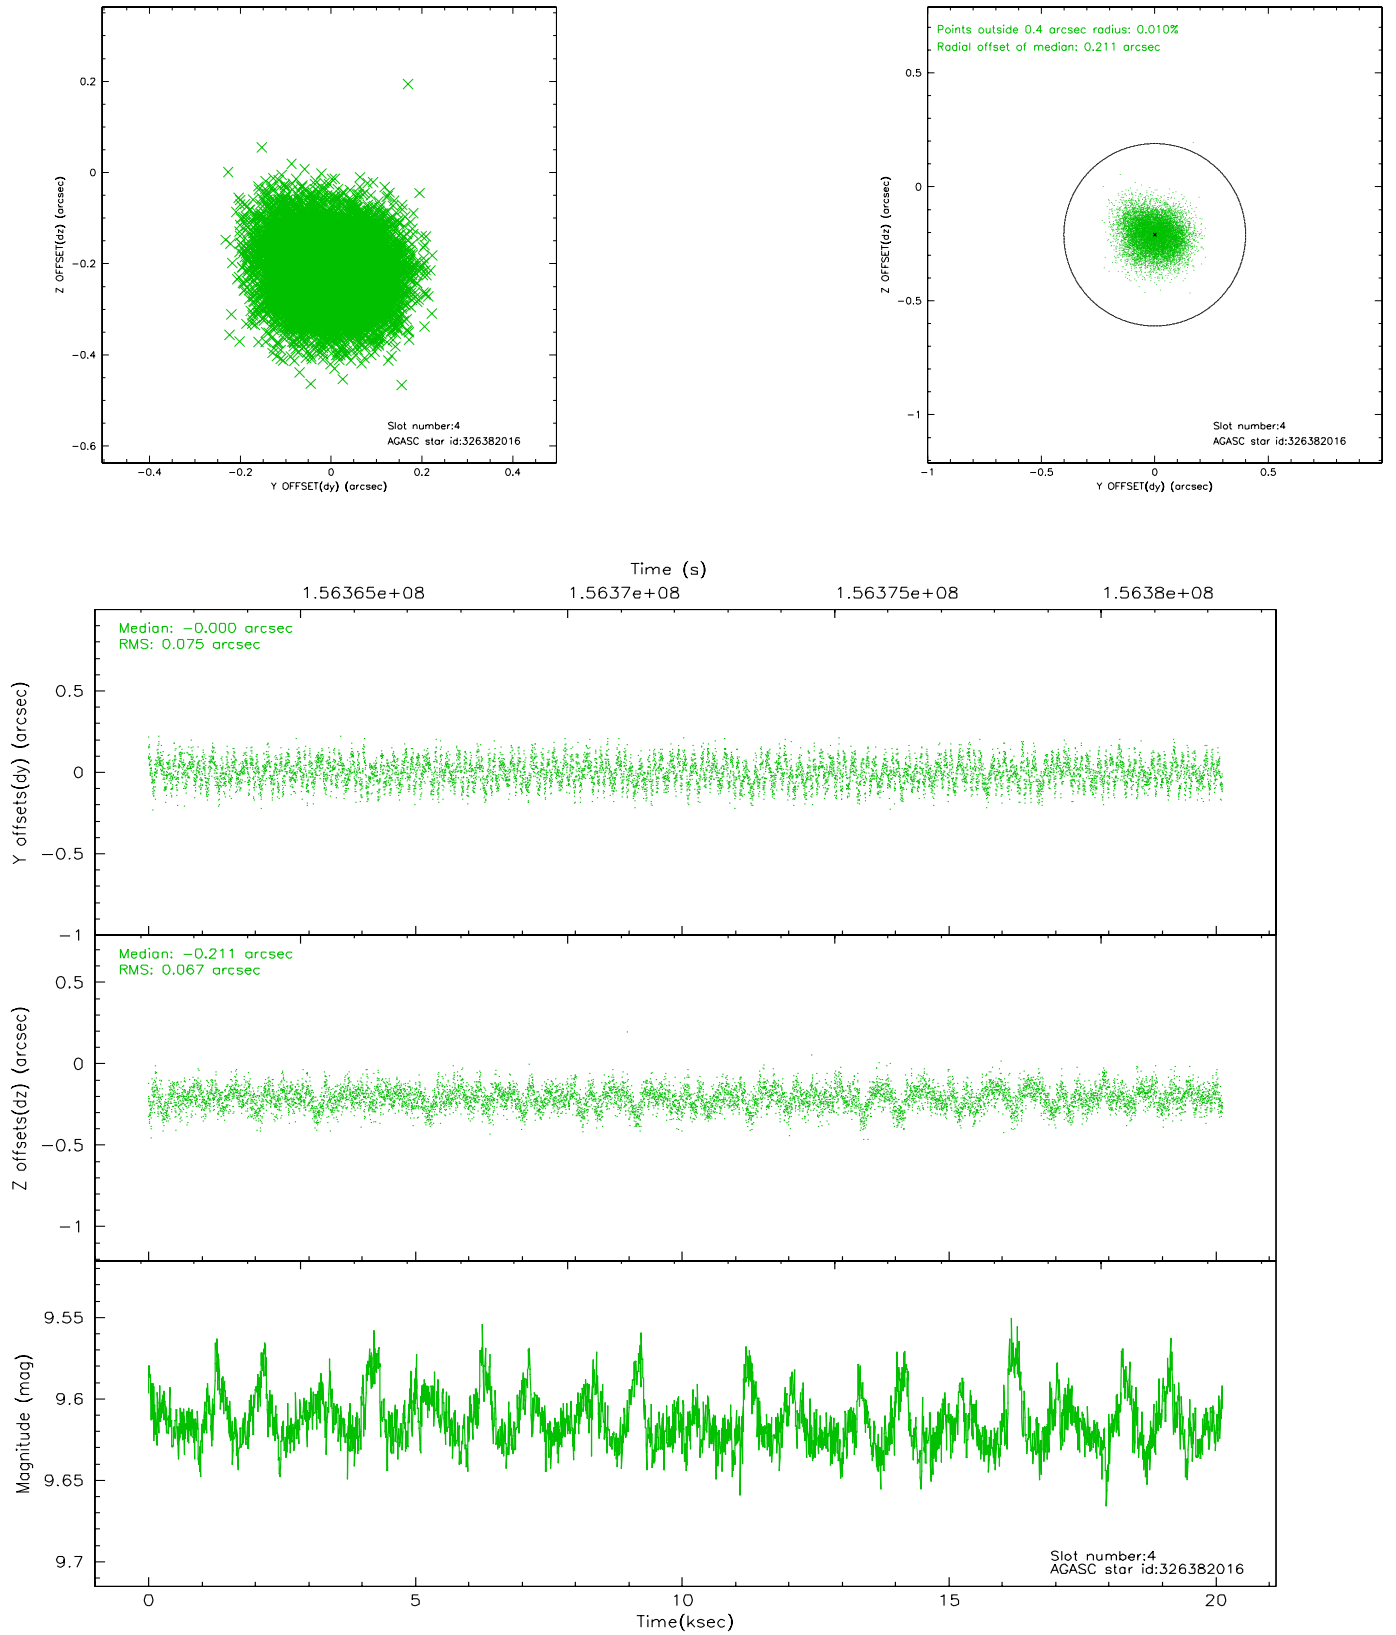 0.2
0
−0.2
−0.4
−0.6
Z OFFSET(dz) (arcsec)
Slot number:4
AGASC star id:326382016
−0.4 −0.2 0 0.2 0.4
Y OFFSET(dy) (arcsec)
Points outside 0.4 arcsec radius: 0.010%
Radial offset of median: 0.211 arcsec
0.5
0
−0.5
−1
Z OFFSET(dz) (arcsec)
Slot number:4
AGASC star id:326382016
−1 −0.5 0 0.5
Y OFFSET(dy) (arcsec)
Time (s)
1.56365e+08 1.5637e+08 1.56375e+08 1.5638e+08
Median: −0.000 arcsec
RMS: 0.075 arcsec
0.5
0
−0.5
−1
Y offsets(dy) (arcsec)
Median: −0.211 arcsec
RMS: 0.067 arcsec
0.5
0
−0.5
−1
Z offsets(dz) (arcsec)
9.55
9.6
9.65
9.7
Magnitude (mag)
Slot number:4
AGASC star id:326382016
0 5 10 15 20
Time(ksec)